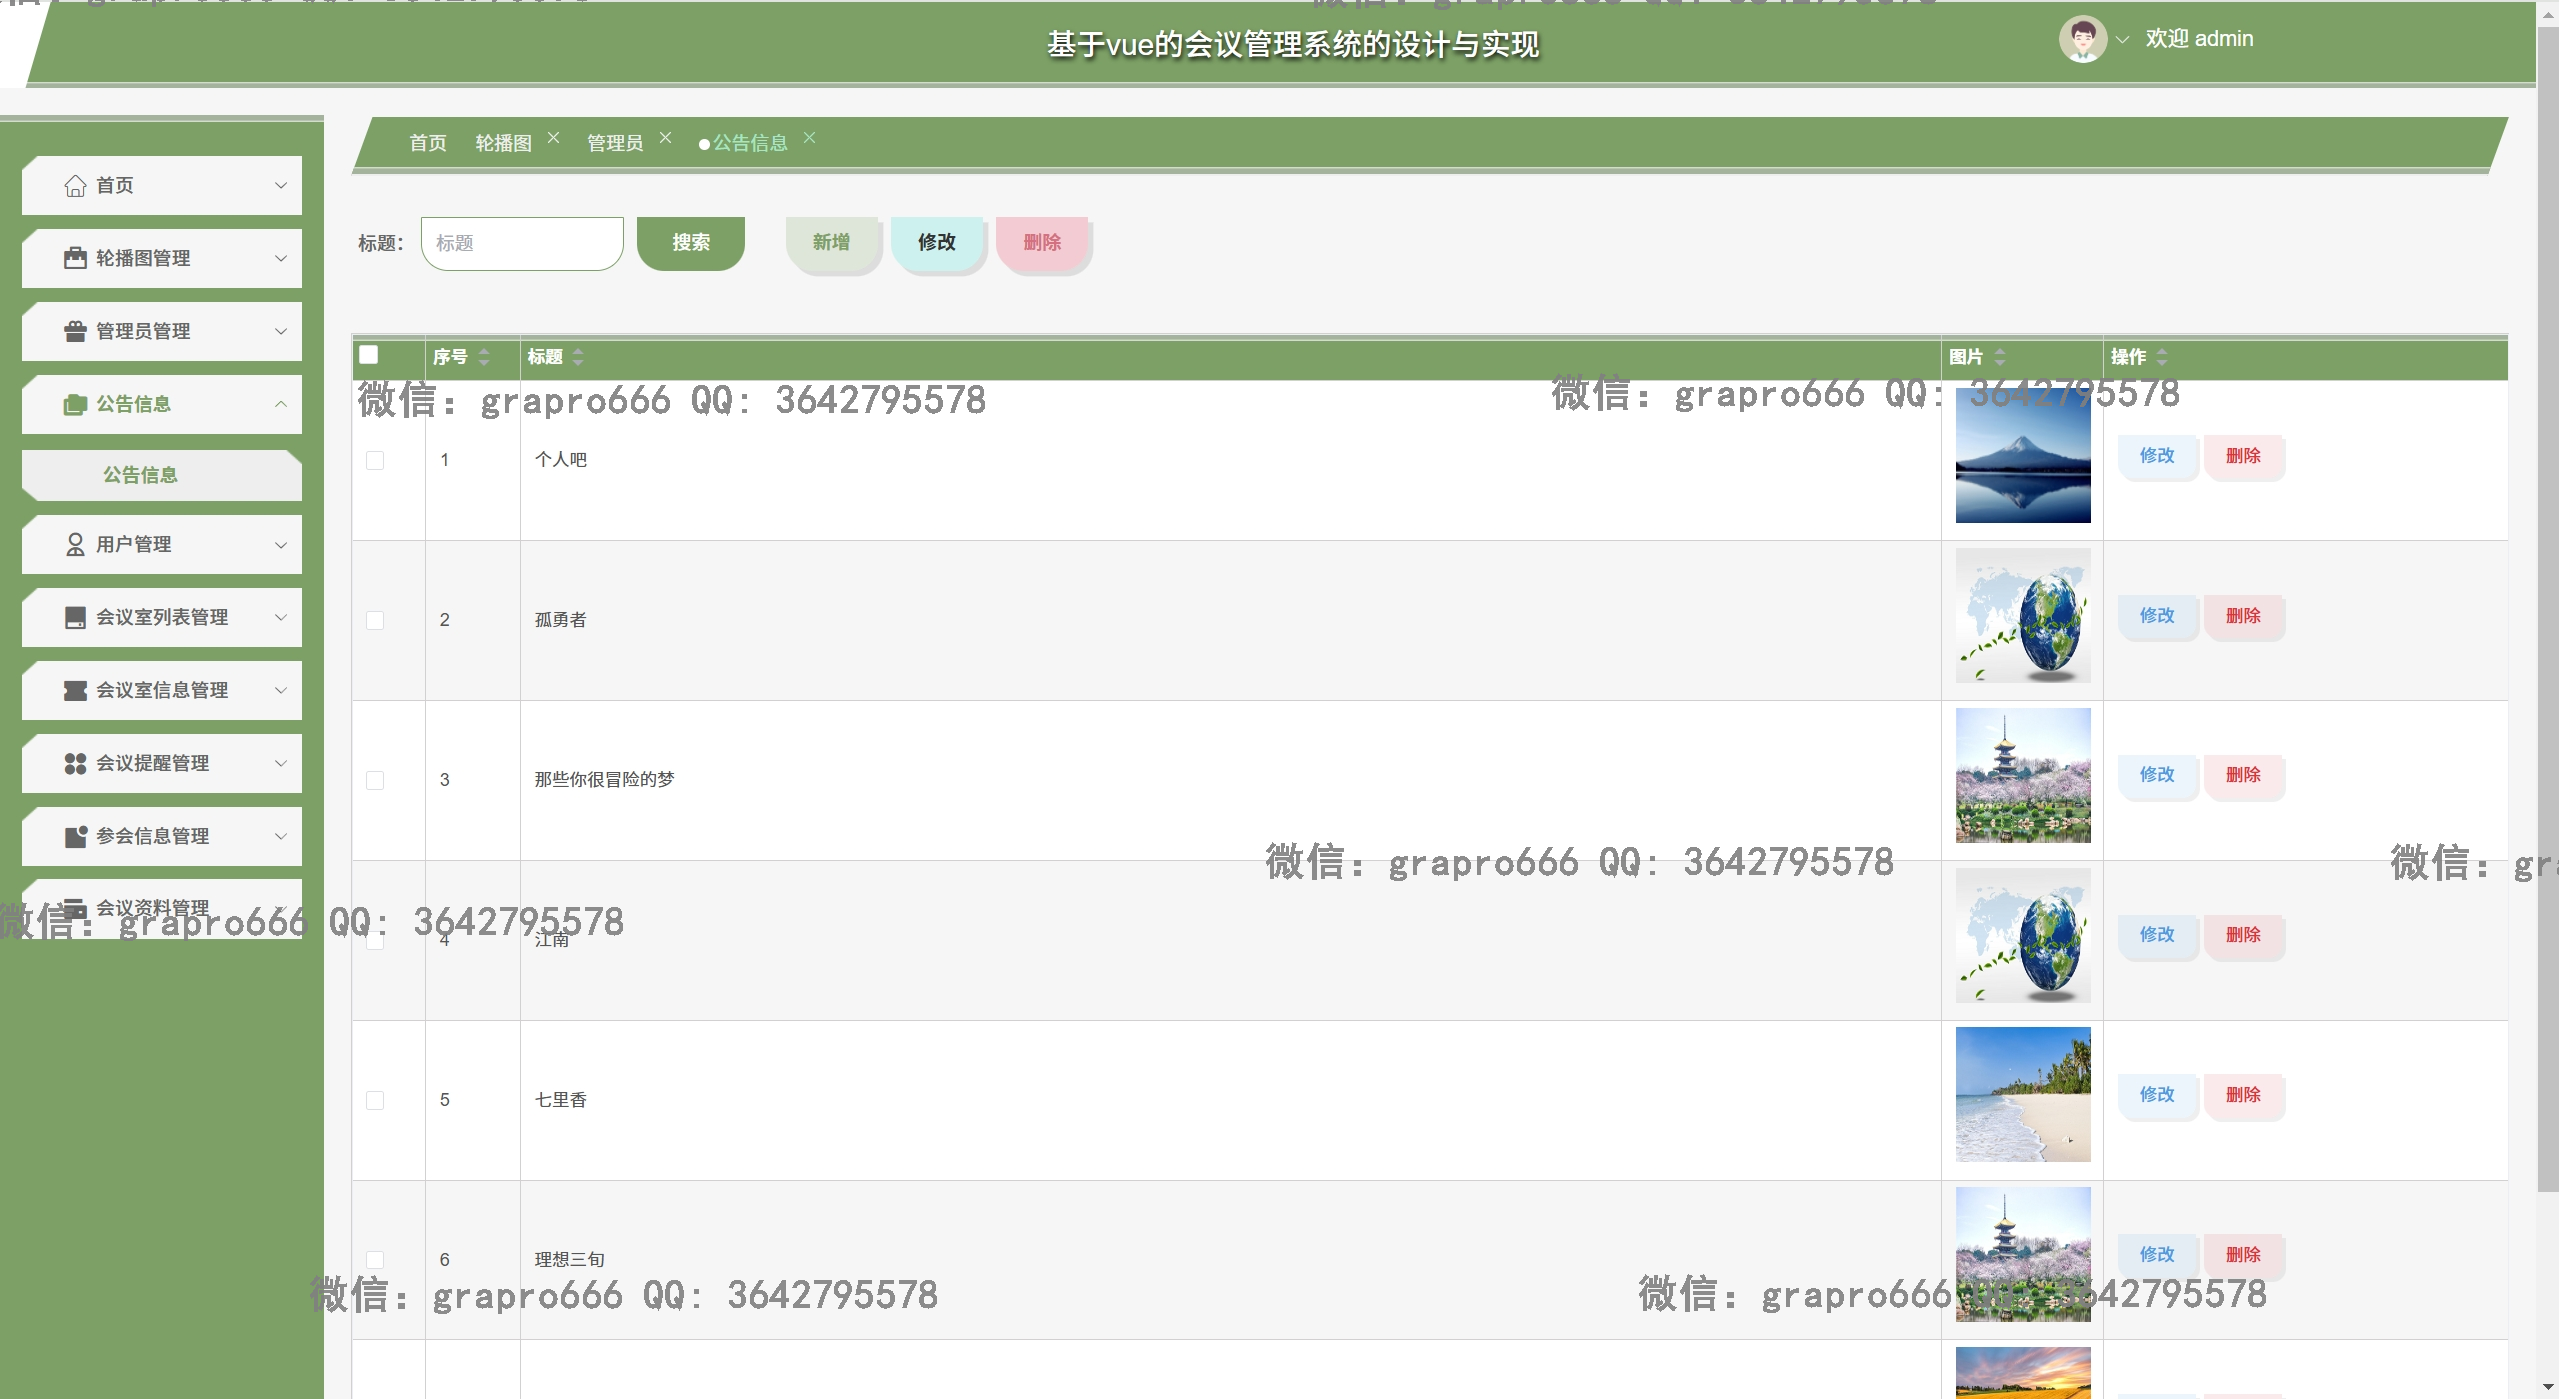 基于vue的会议管理系统的设计与实现
欢迎 admin
首页 轮播图 管理员 公告信息
首页
轮播图管理
管理员管理
公告信息
公告信息
用户管理
会议室列表管理
会议室信息管理
会议提醒管理
参会信息管理
会议资料管理
标题: 标题 搜索 新增 修改 删除
序号 标题 图片 操作
微信: grapro666 QQ: 3642795578
微信: grapro666 QQ: 3642795578
1 个人吧 修改 删除
2 孤勇者 修改 删除
3 那些你很冒险的梦 修改 删除
微信: grapro666 QQ: 3642795578
微信: gr
微信: grapro666 QQ: 3642795578
4 江南 修改 删除
5 七里香 修改 删除
6 理想三旬 修改 删除
微信: grapro666 QQ: 3642795578
微信: grapro666 QQ: 3642795578